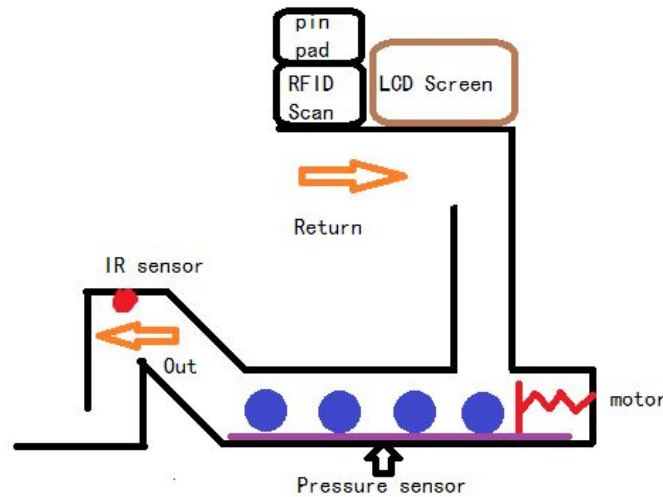 pin
pad
RFID
Scan
LCD Screen
Return
IR sensor
Out
motor
Pressure sensor